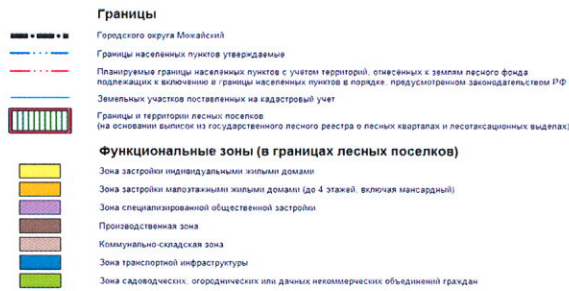 Границы
Городского округа Можайский
Границы населенных пунктов утверждаемые
Планируемые границы населенных пунктов с учетом территорий, отнесенных к землям лесного фонда,
подлежащих к включению в границы населенных пунктов в порядке, предусмотренном законодательством РФ
Земельных участков поставленных на кадастровый учет
Границы и территории лесных поселков
(на основании выписок из государственного лесного реестра о лесных кварталах и лесотаксационных выделах)
Функциональные зоны (в границах лесных поселков)
Зона застройки индивидуальными жилыми домами
Зона застройки малоэтажными жилыми домами (до 4 этажей, включая мансардный)
Зона специализированной общественной застройки
Производственная зона
Коммунально-складская зона
Зона транспортной инфраструктуры
Зона садоводческих, огороднических или дачных некоммерческих объединений граждан